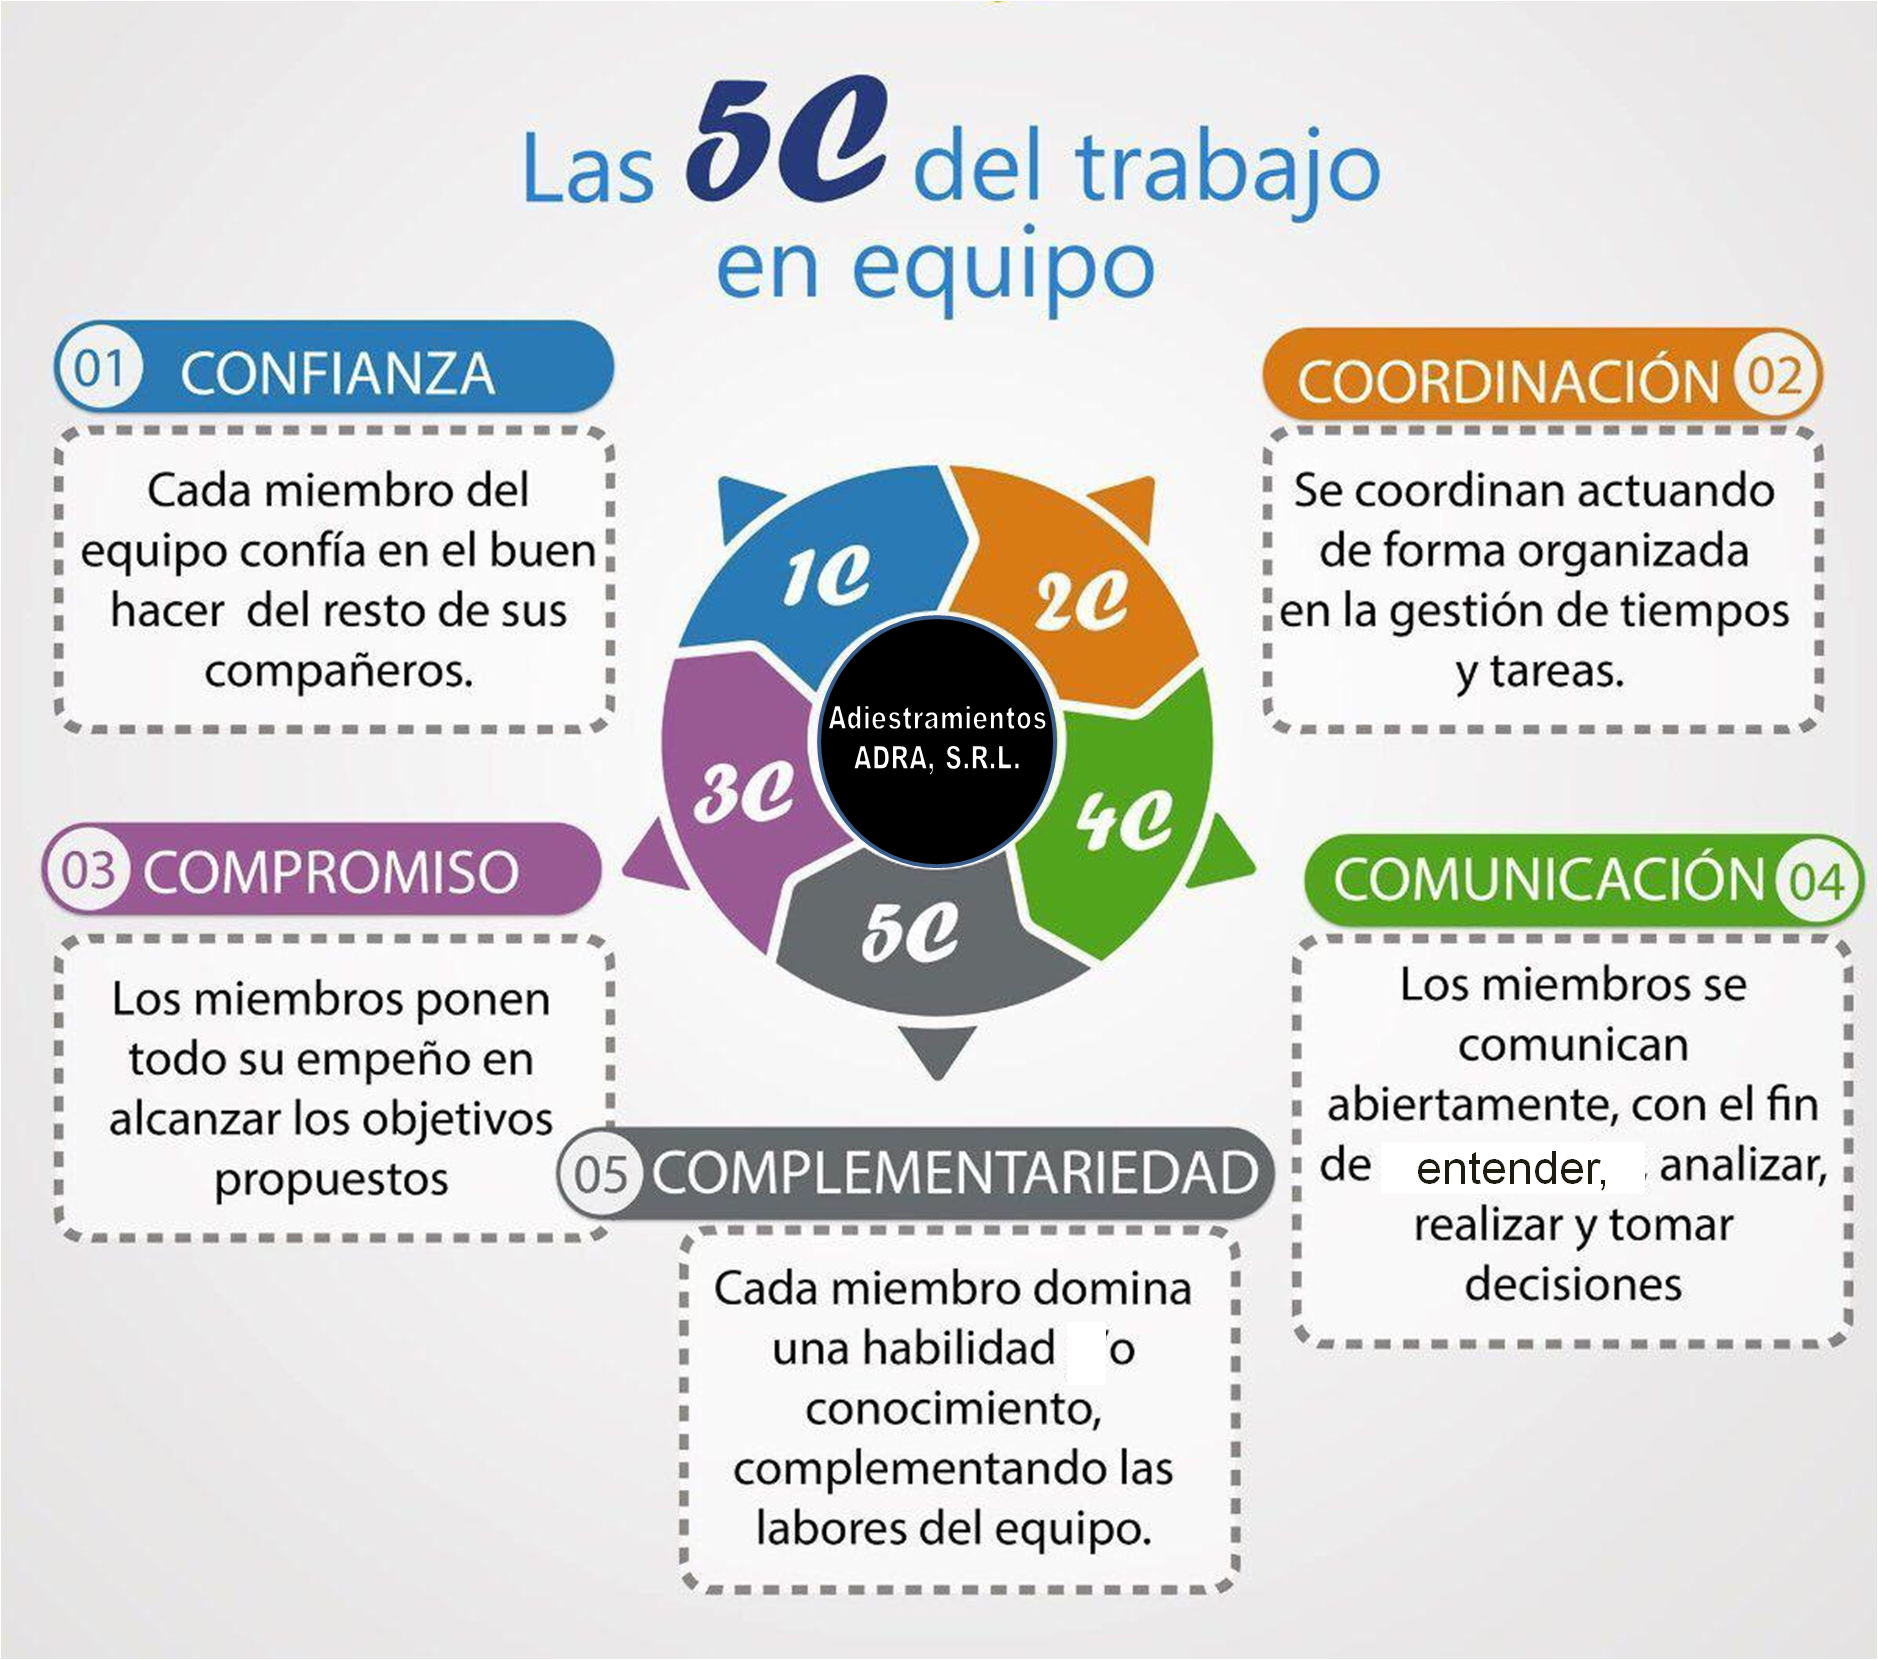 Las 5C del trabajo
en equipo
01 CONFIANZA
Cada miembro del
equipo confía en el buen
hacer del resto de sus
compañeros.
COORDINACIÓN 02
Se coordinan actuando
de forma organizada
en la gestión de tiempos
y tareas.
1C
2C
3C
4C
5C
Adiestramientos
ADRA, S.R.L.
03 COMPROMISO
Los miembros ponen
todo su empeño en
alcanzar los objetivos
propuestos
COMUNICACIÓN 04
Los miembros se
comunican
abiertamente, con el fin
de entender, , analizar,
realizar y tomar
decisiones
05 COMPLEMENTARIEDAD
Cada miembro domina
una habilidad o
conocimiento,
complementando las
labores del equipo.